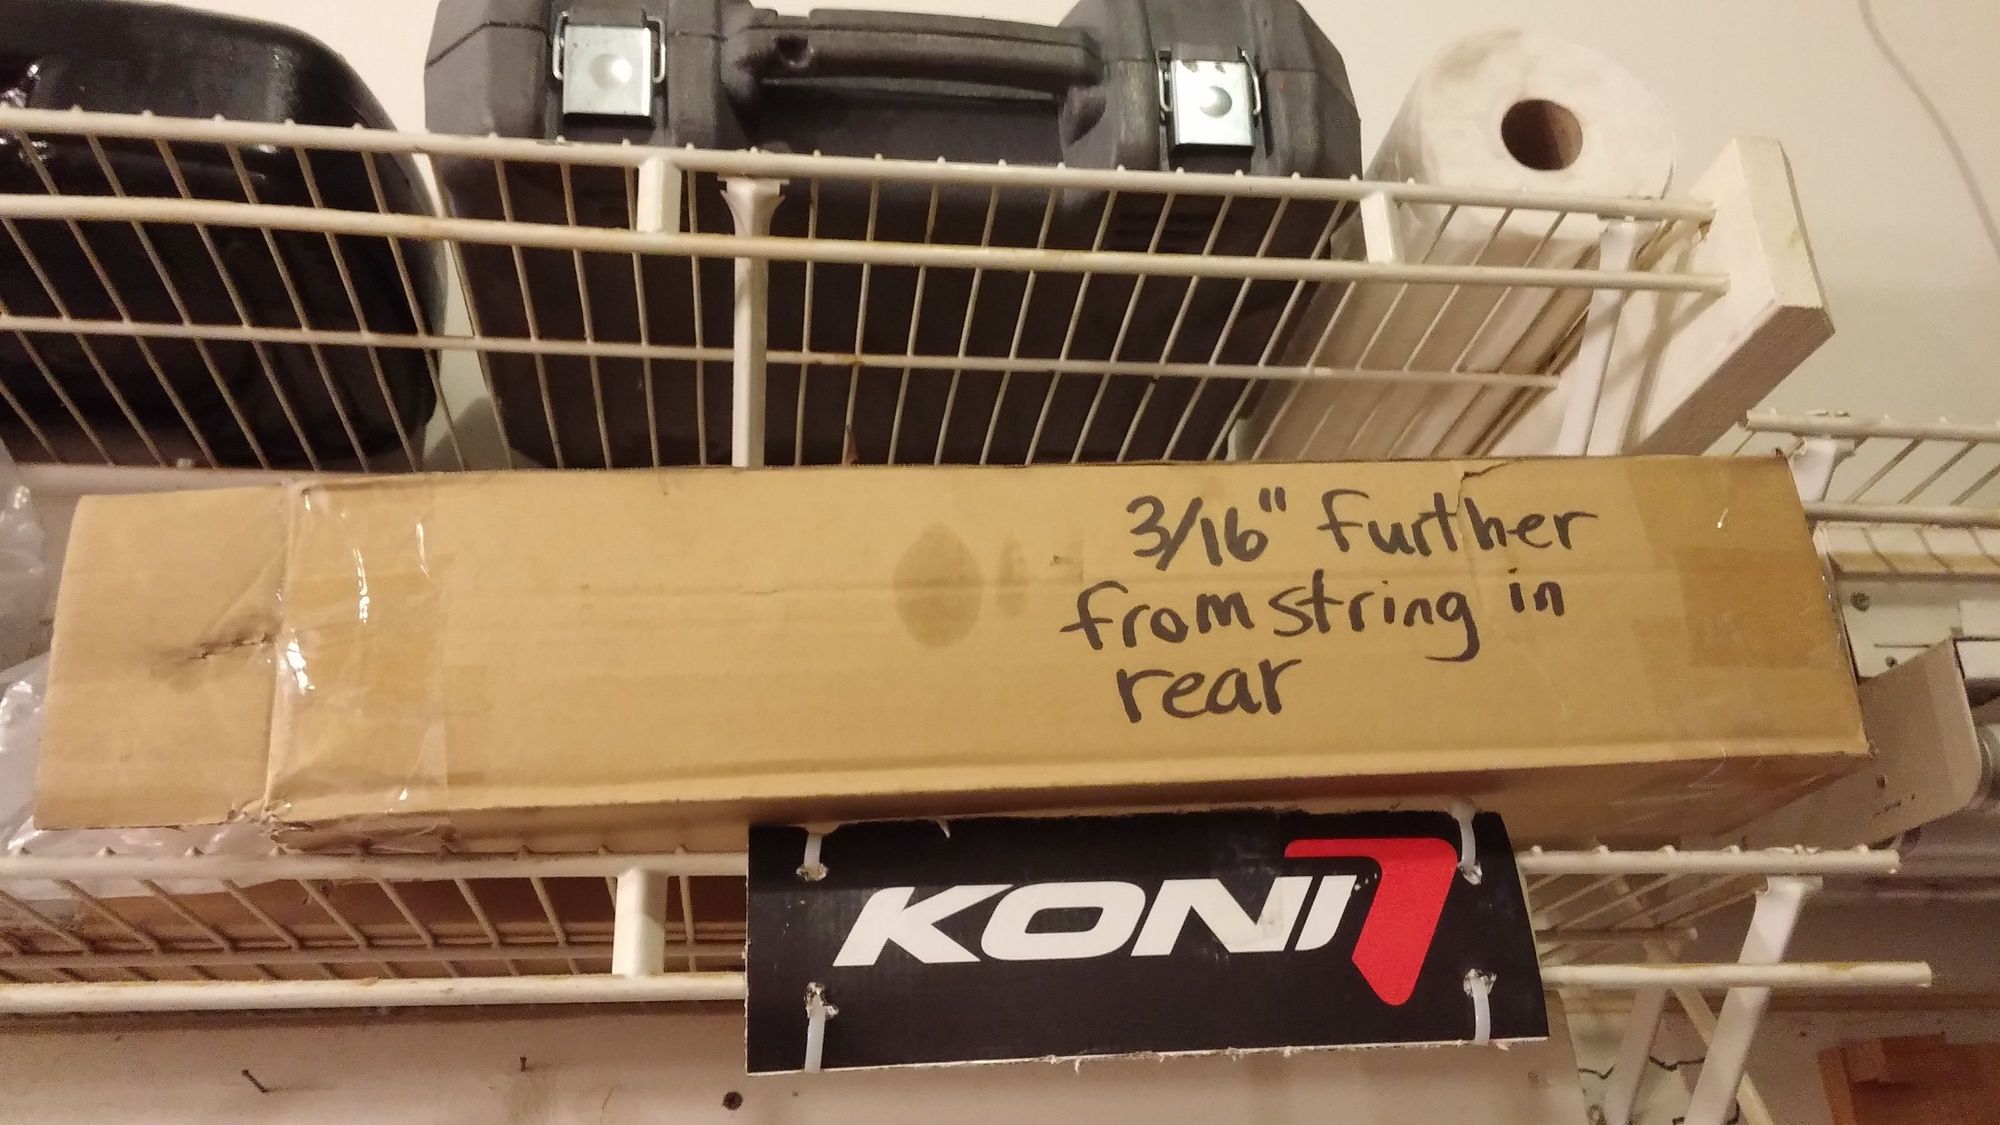 3/16" further
from string in
rear
KONI